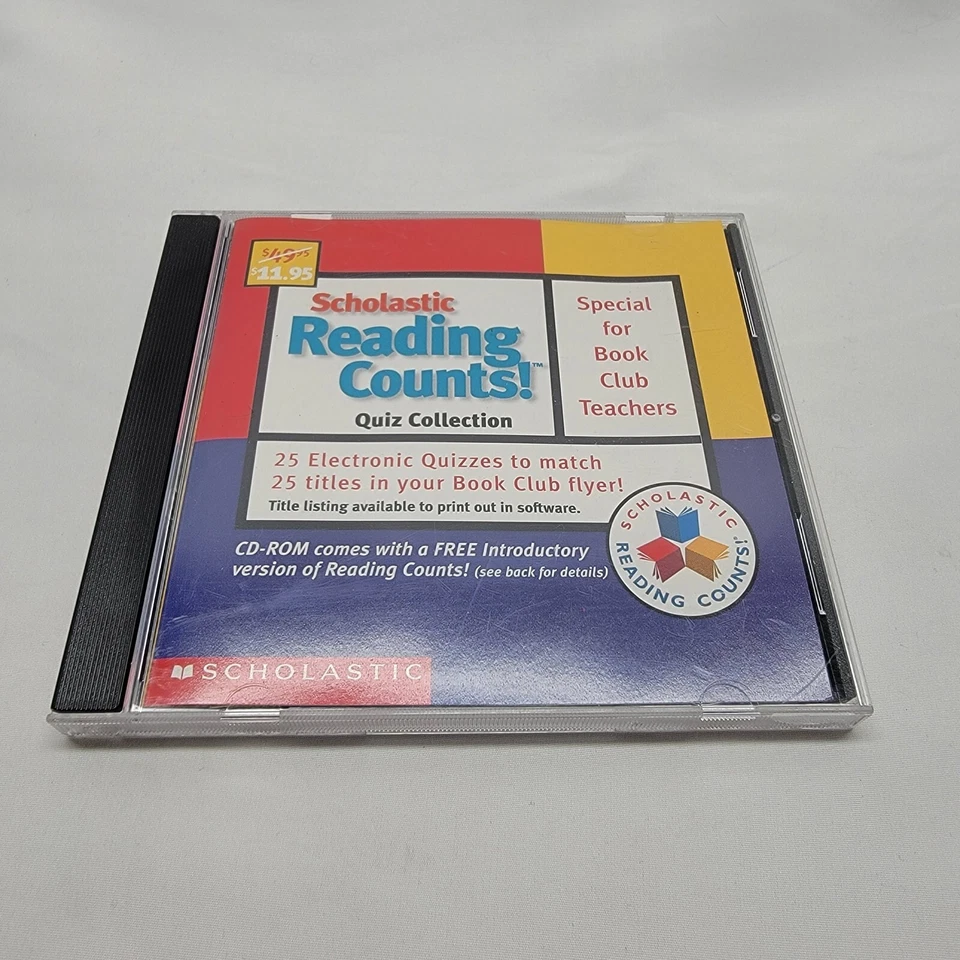 $49.95
$11.95
Scholastic
Reading
Counts!™
Quiz Collection
Special
for
Book
Club
Teachers
25 Electronic Quizzes to match
25 titles in your Book Club flyer!
Title listing available to print out in software.
CD-ROM comes with a FREE Introductory
version of Reading Counts! (see back for details)
SCHOLASTIC
READING COUNTS!®
SCHOLASTIC